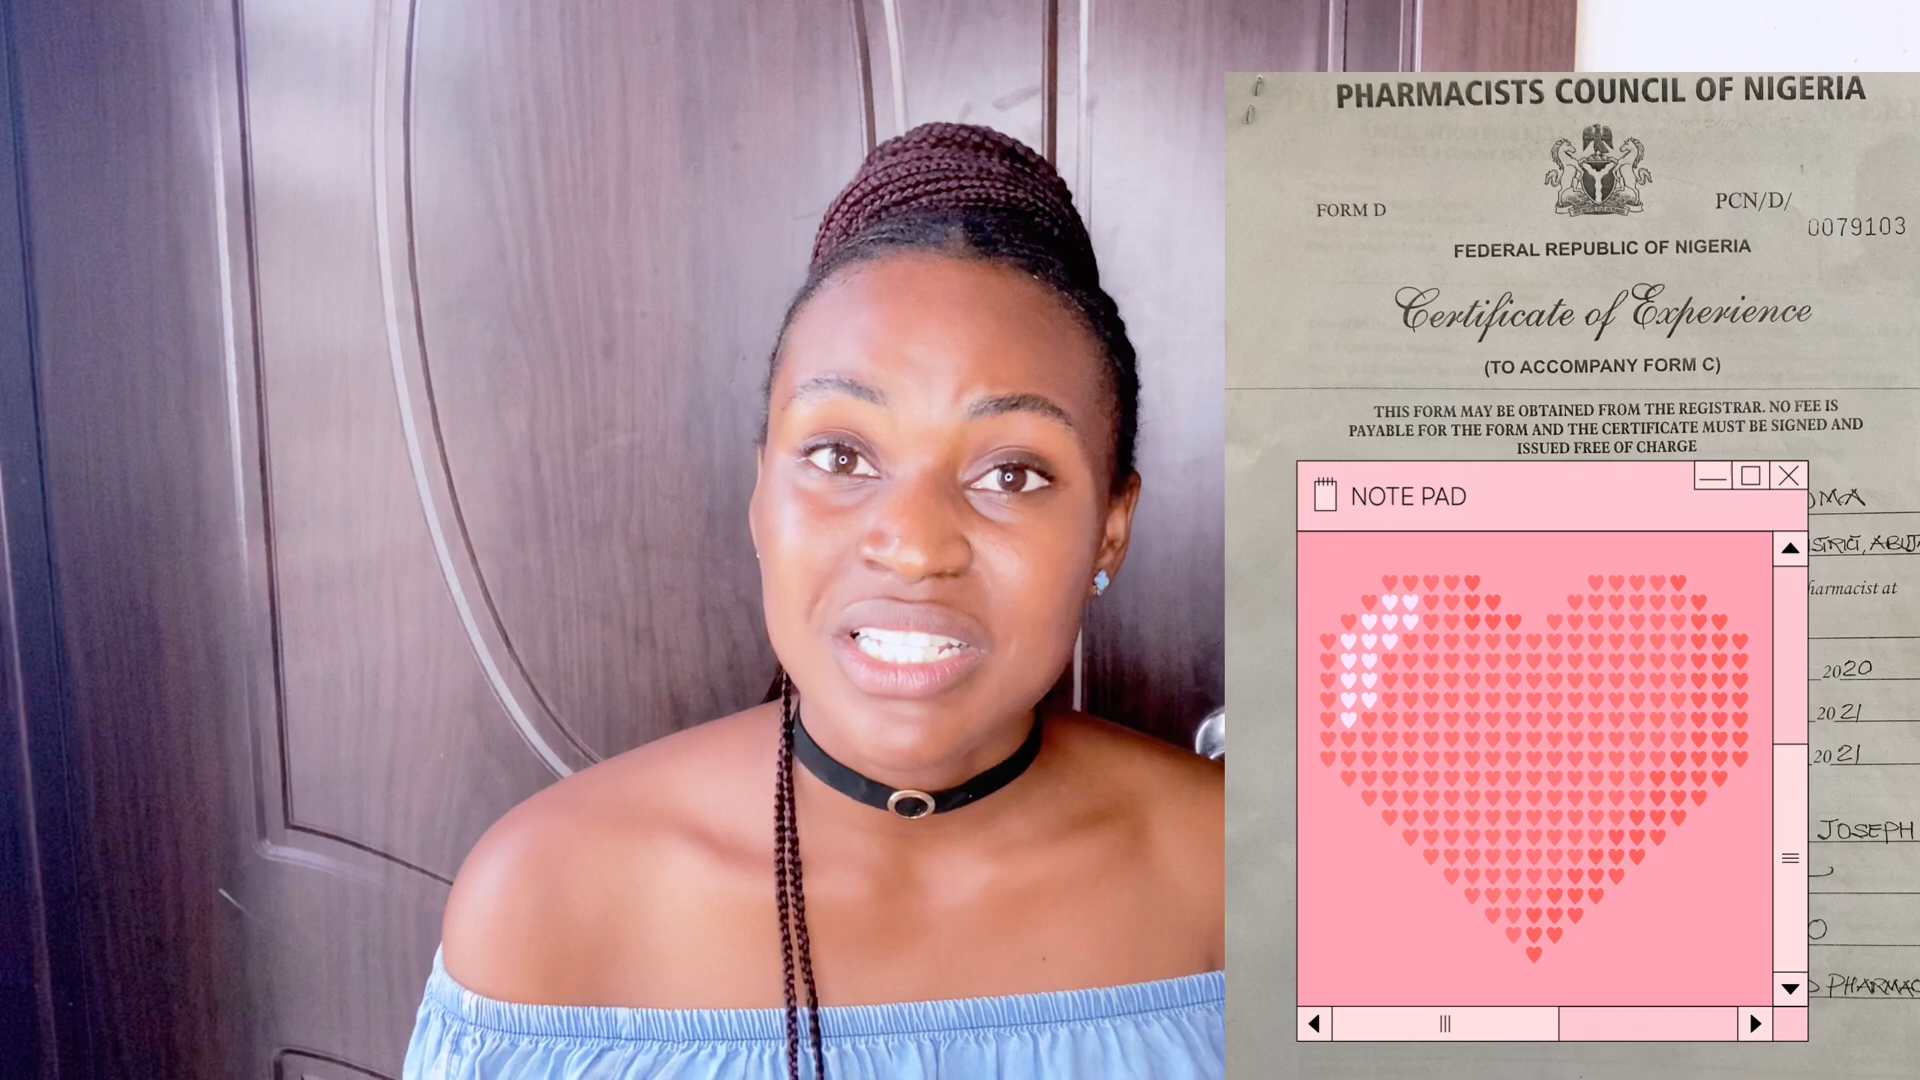 PHARMACISTS COUNCIL OF NIGERIA
FORM D
PCN/D/
0079103
FEDERAL REPUBLIC OF NIGERIA
Certificate of Experience
(TO ACCOMPANY FORM C)
THIS FORM MAY BE OBTAINED FROM THE REGISTRAR. NO FEE IS
PAYABLE FOR THE FORM AND THE CERTIFICATE MUST BE SIGNED AND
ISSUED FREE OF CHARGE
NOTE PAD
harmacist at
2020
2021
2021
JOSEPH